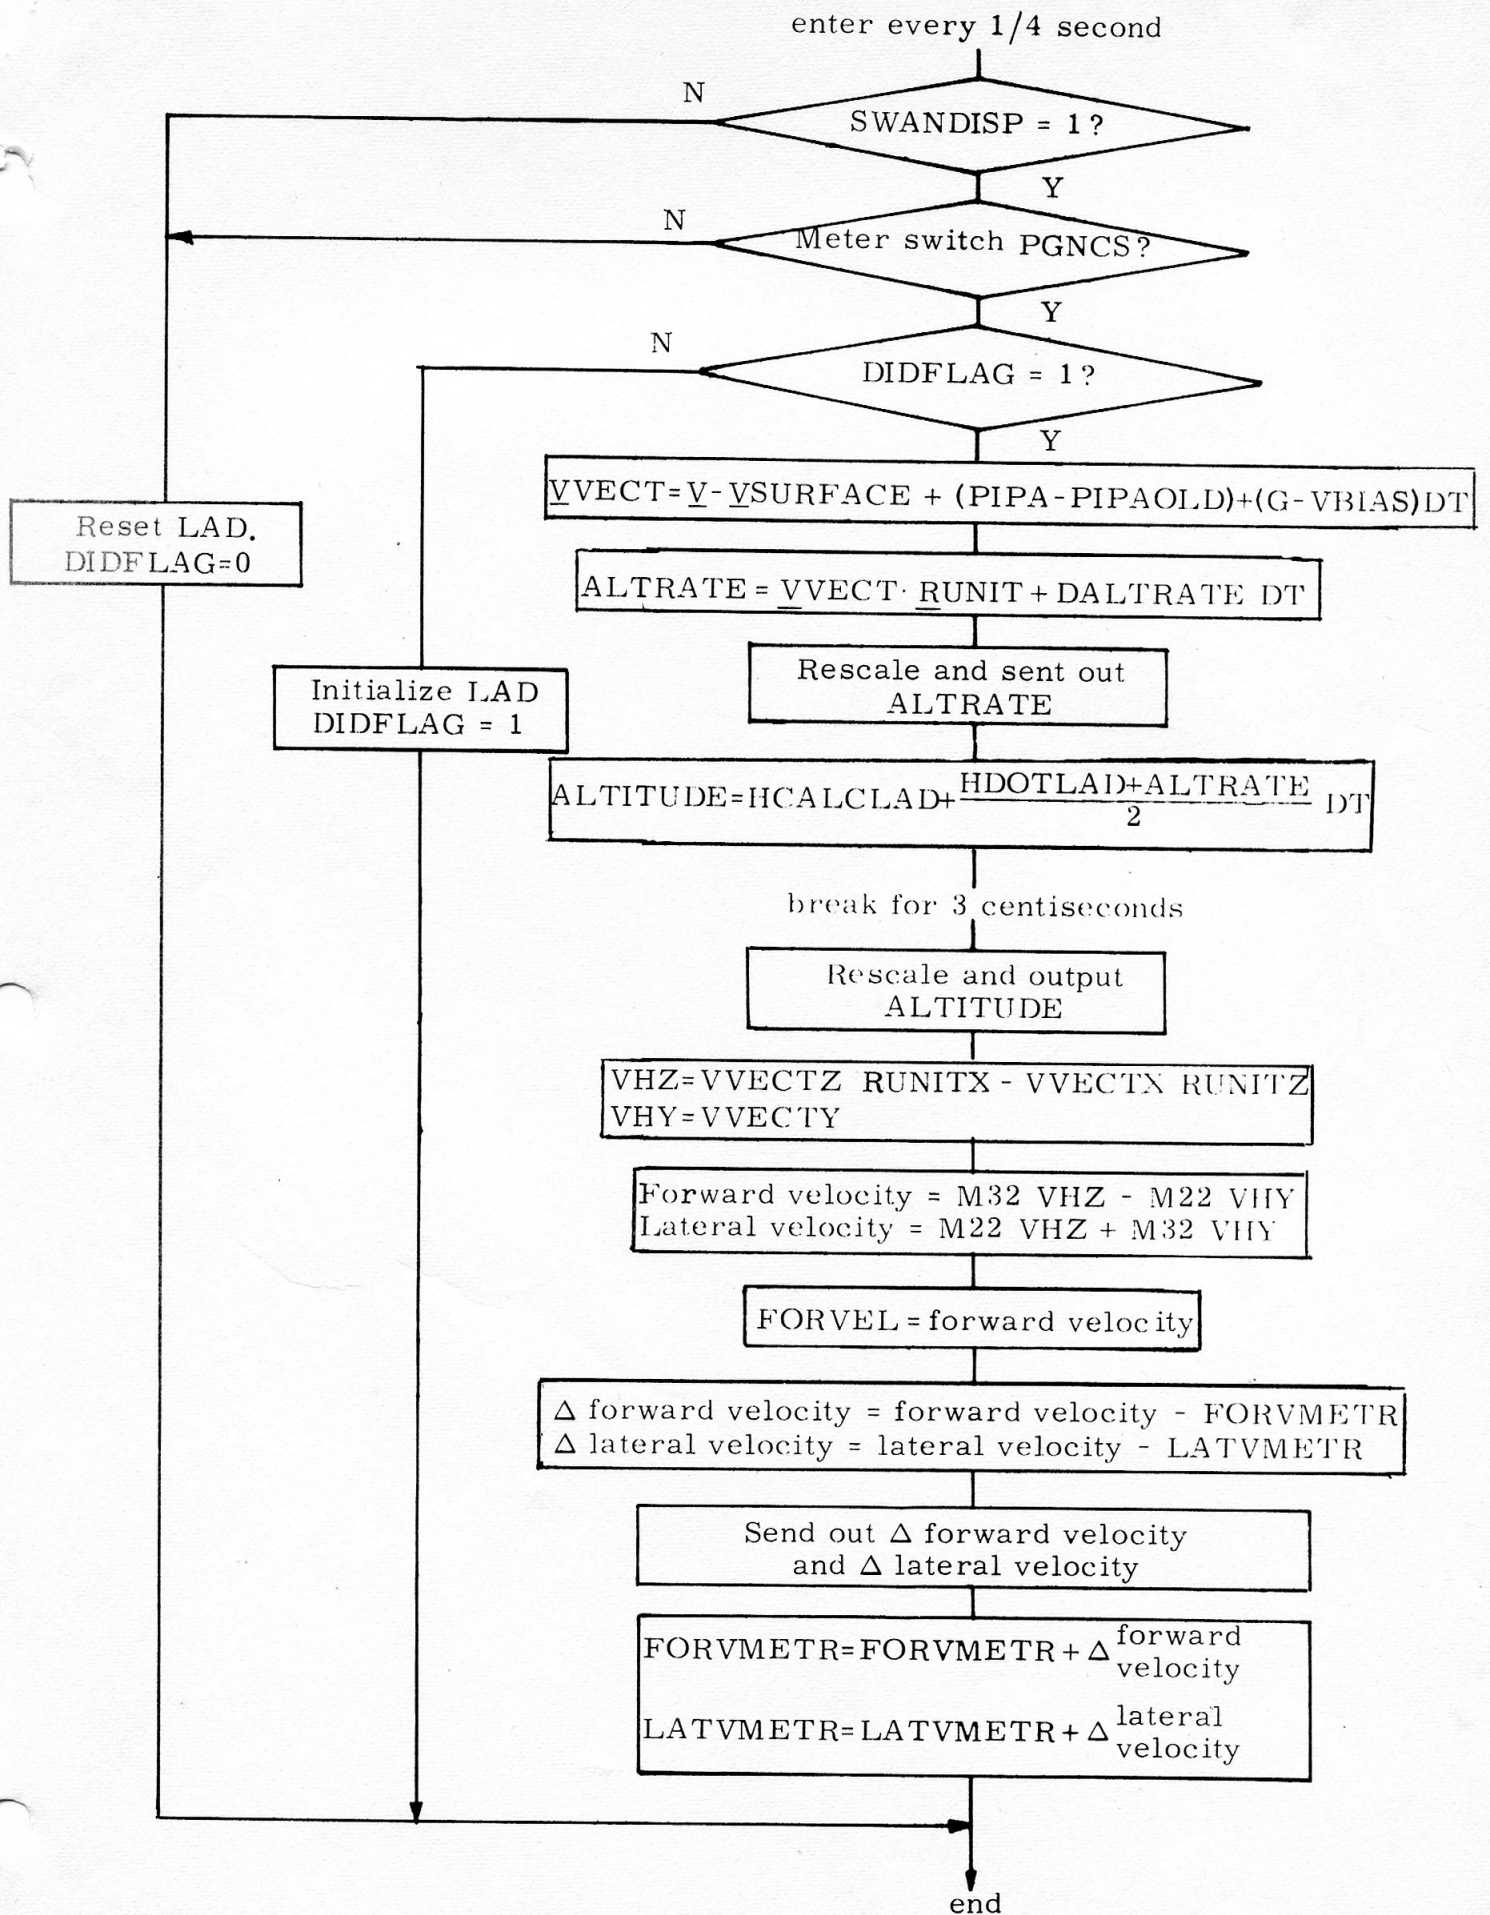 enter every 1/4 second
N
SWANDISP = 1?
Y
N
Meter switch PGNCS?
Y
N
DIDFLAG = 1?
Y
VVECT=V-VSURFACE + (PIPA-PIPAOLD)+(G-VBIAS)DT
Reset LAD.
DIDFLAG=0
ALTRATE = VVECT· RUNIT + DALTRATE DT
Rescale and sent out
ALTRATE
Initialize LAD
DIDFLAG = 1
ALTITUDE=HCALCLAD+ HDOTLAD+ALTRATE / 2 DT
break for 3 centiseconds
Rescale and output
ALTITUDE
VHZ=VVECTZ RUNITX - VVECTX RUNITZ
VHY=VVECTY
Forward velocity = M32 VHZ - M22 VHY
Lateral velocity = M22 VHZ + M32 VHY
FORVEL = forward velocity
Δ forward velocity = forward velocity - FORVMETR
Δ lateral velocity = lateral velocity - LATVMETR
Send out Δ forward velocity
and Δ lateral velocity
FORVMETR=FORVMETR + Δ forward
velocity
LATVMETR=LATVMETR + Δ lateral
velocity
end